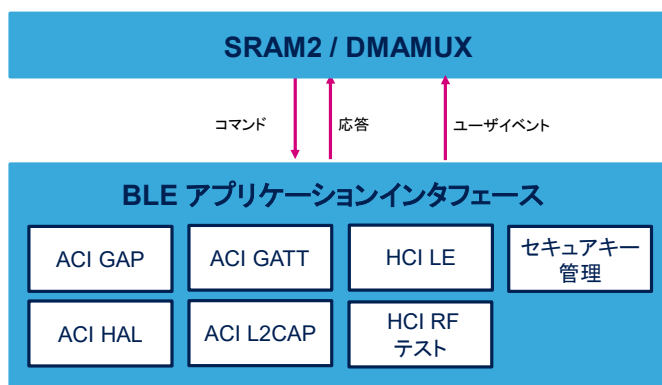 SRAM2 / DMAMUX
コマンド
応答
ユーザイベント
BLE アプリケーションインタフェース
ACI GAP
ACI GATT
HCI LE
セキュアキー
管理
ACI HAL
ACI L2CAP
HCI RF
テスト